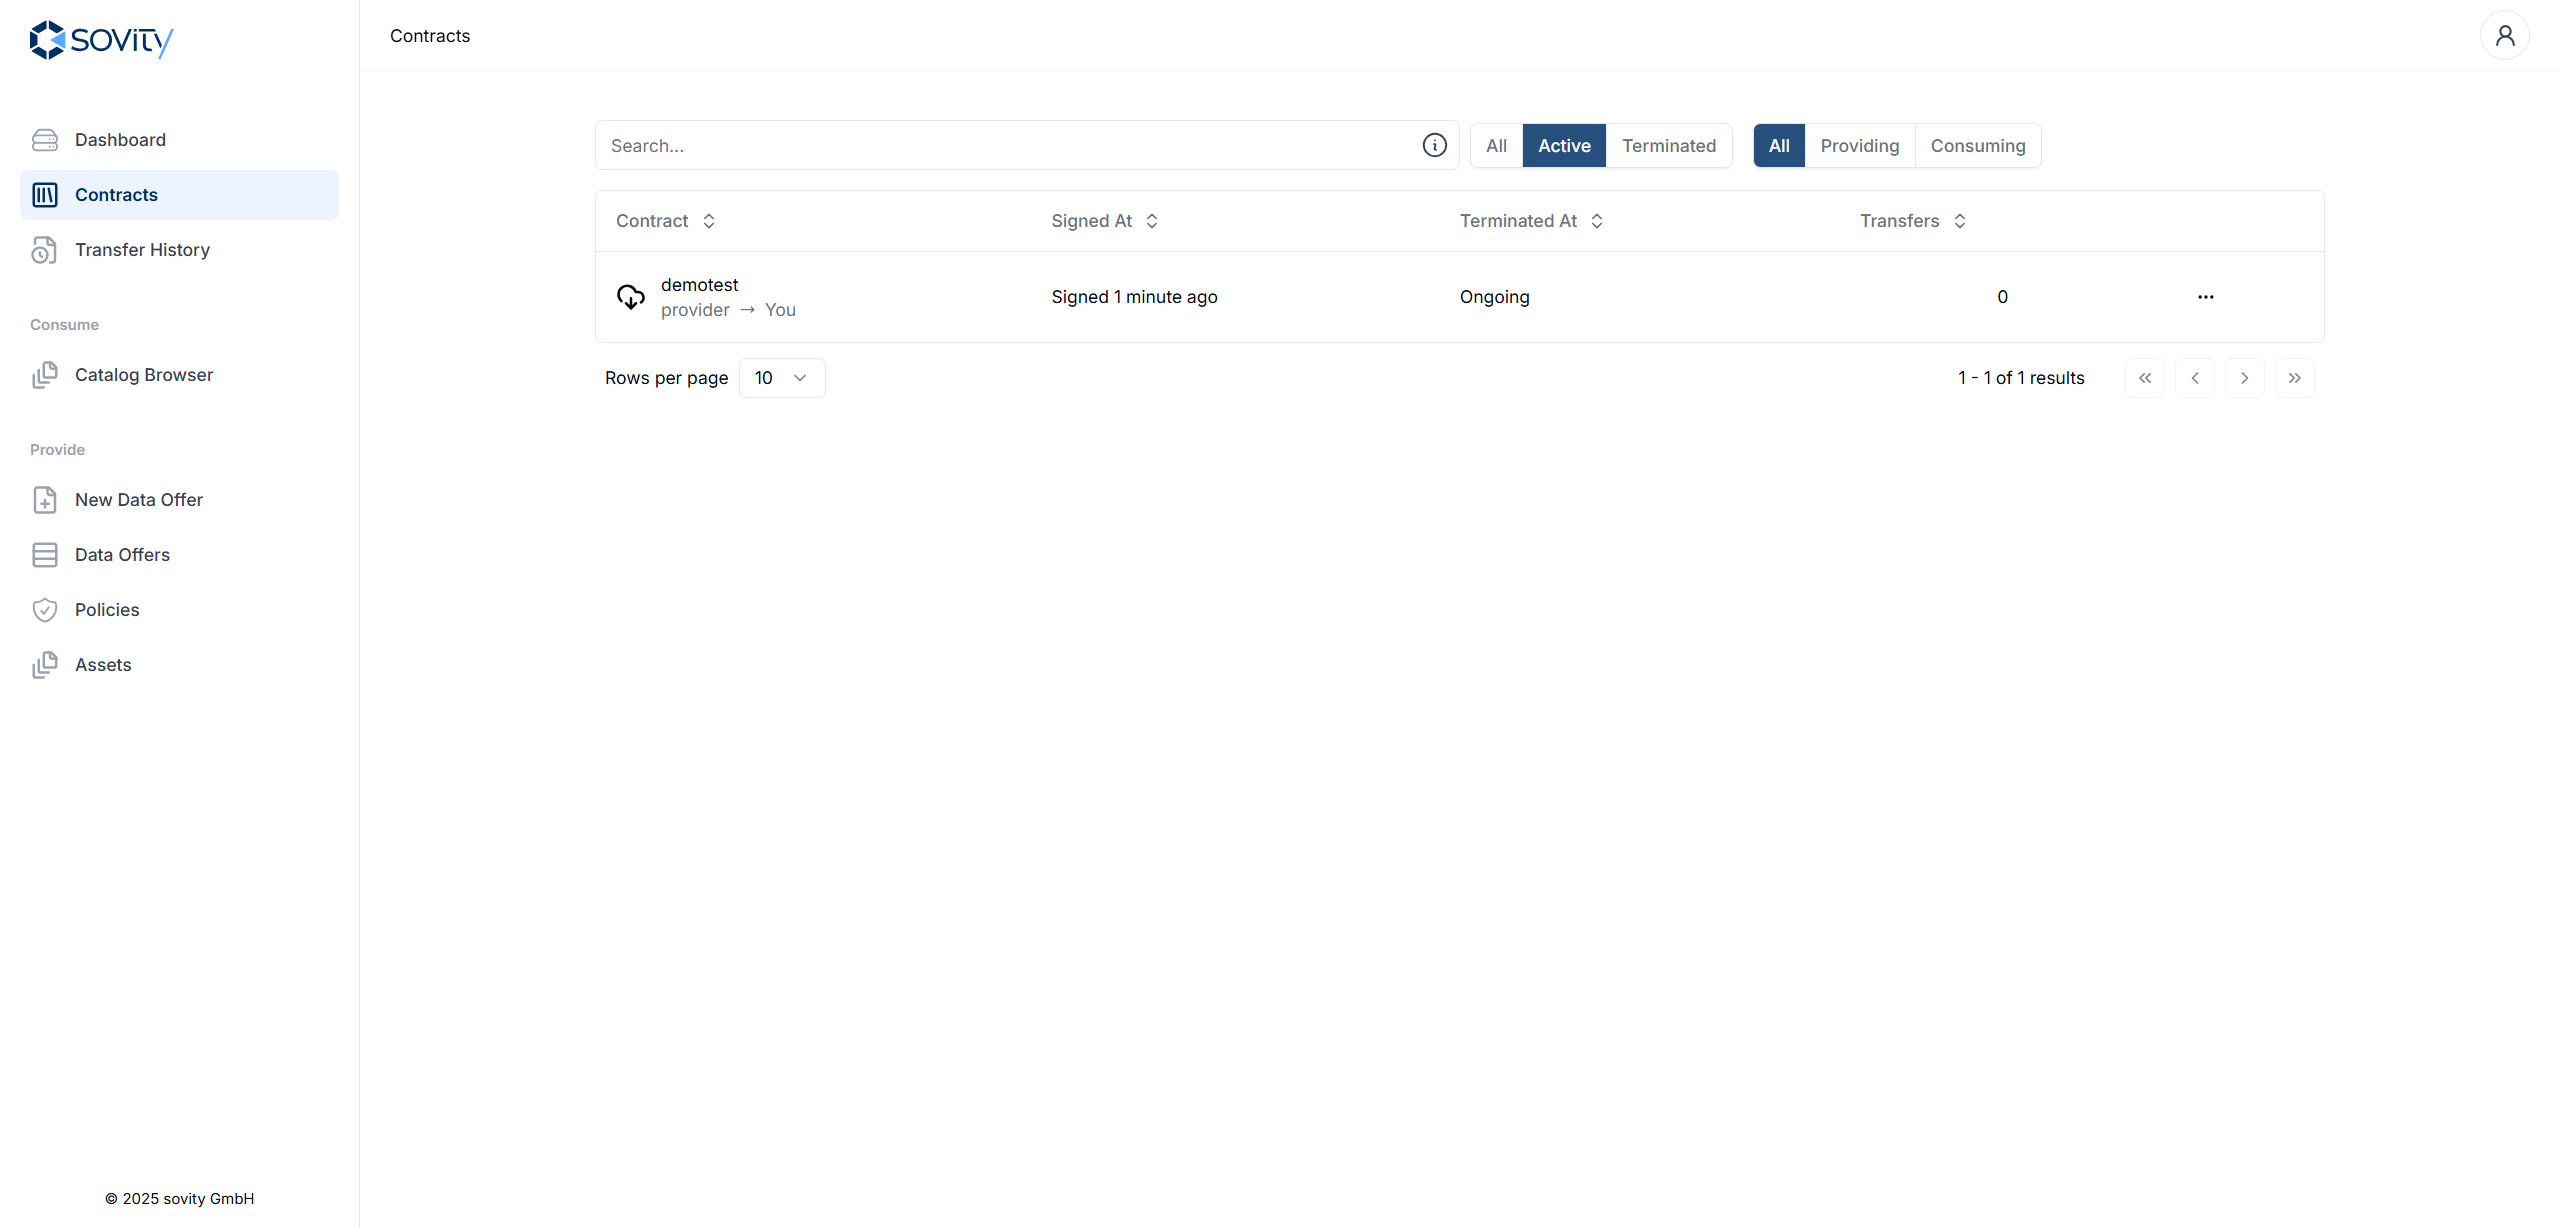 sovity
Contracts
Dashboard
Contracts
Transfer History
Consume
Catalog Browser
Provide
New Data Offer
Data Offers
Policies
Assets
© 2025 sovity GmbH
Search...
All Active Terminated
All Providing Consuming
Contract Signed At Terminated At Transfers
demotest
provider → You
Signed 1 minute ago
Ongoing
0
Rows per page 10
1 - 1 of 1 results